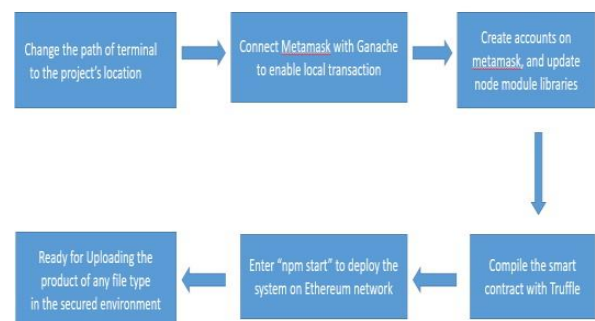 Change the path of terminal
to the project's location
Connect Metamask with Ganache
to enable local transaction
Create accounts on
metamask, and update
node module libraries
Compile the smart
contract with Truffle
Enter "npm start" to deploy the
system on Ethereum network
Ready for Uploading the
product of any file type
in the secured environment